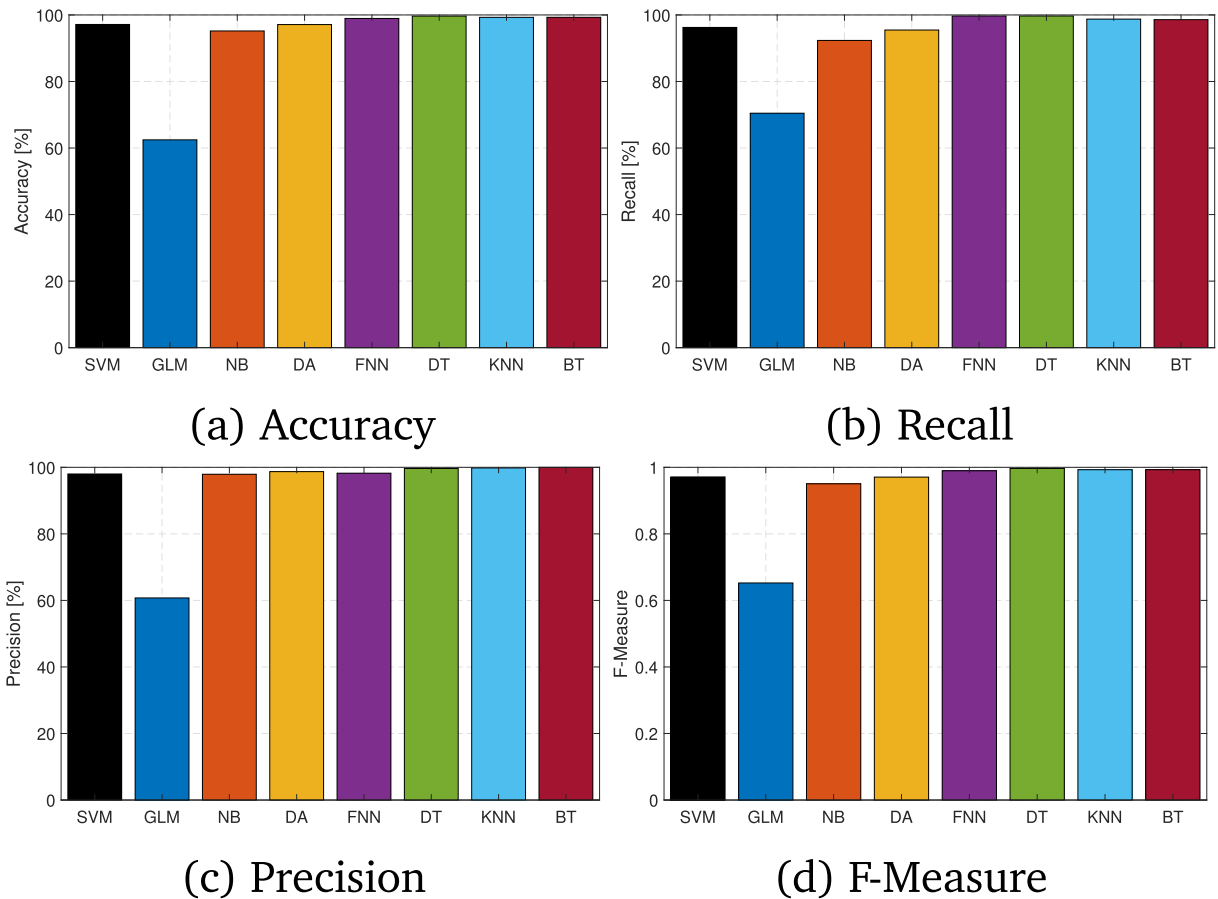 100
80
60
40
20
0
Accuracy [%]
SVM GLM NB DA FNN DT KNN BT
(a) Accuracy
100
80
60
40
20
0
Recall [%]
SVM GLM NB DA FNN DT KNN BT
(b) Recall
100
80
60
40
20
0
Precision [%]
SVM GLM NB DA FNN DT KNN BT
(c) Precision
1
0.8
0.6
0.4
0.2
0
F-Measure
SVM GLM NB DA FNN DT KNN BT
(d) F-Measure